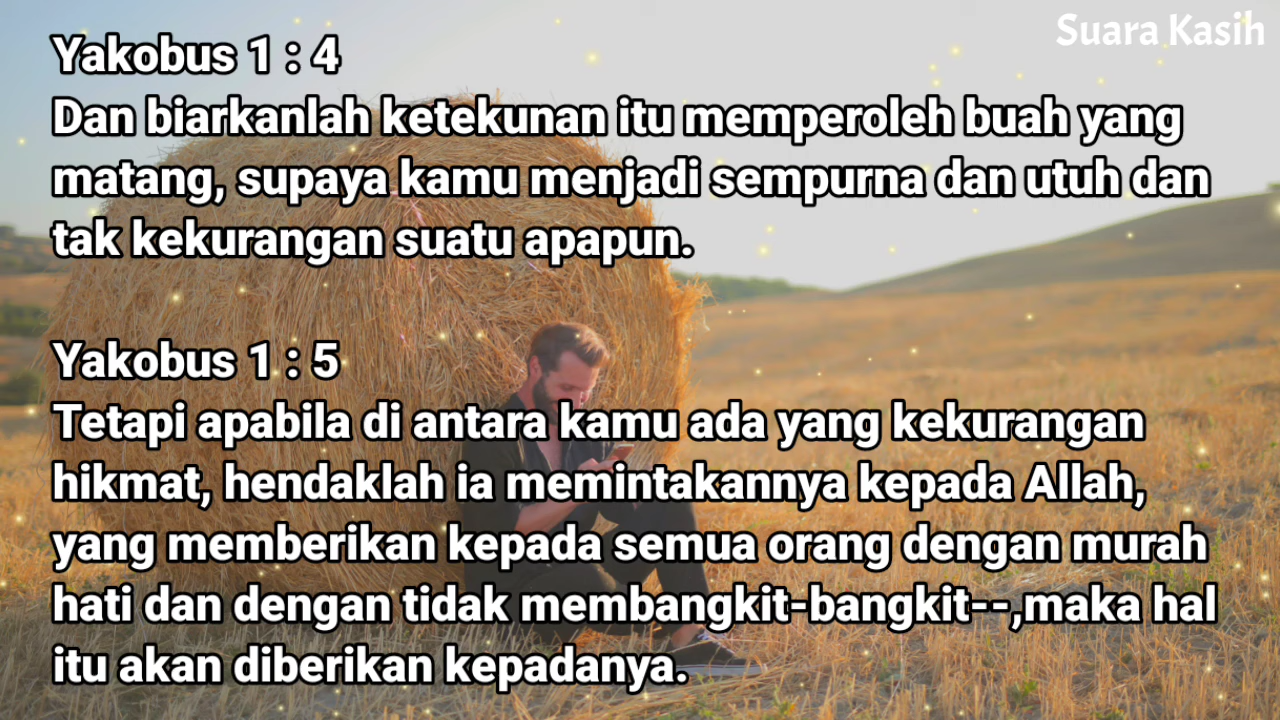 Suara Kasih
Yakobus 1 : 4
Dan biarkanlah ketekunan itu memperoleh buah yang
matang, supaya kamu menjadi sempurna dan utuh dan
tak kekurangan suatu apapun.
Yakobus 1 : 5
Tetapi apabila di antara kamu ada yang kekurangan
hikmat, hendaklah ia memintakannya kepada Allah,
yang memberikan kepada semua orang dengan murah
hati dan dengan tidak membangkit-bangkit--,maka hal
itu akan diberikan kepadanya.